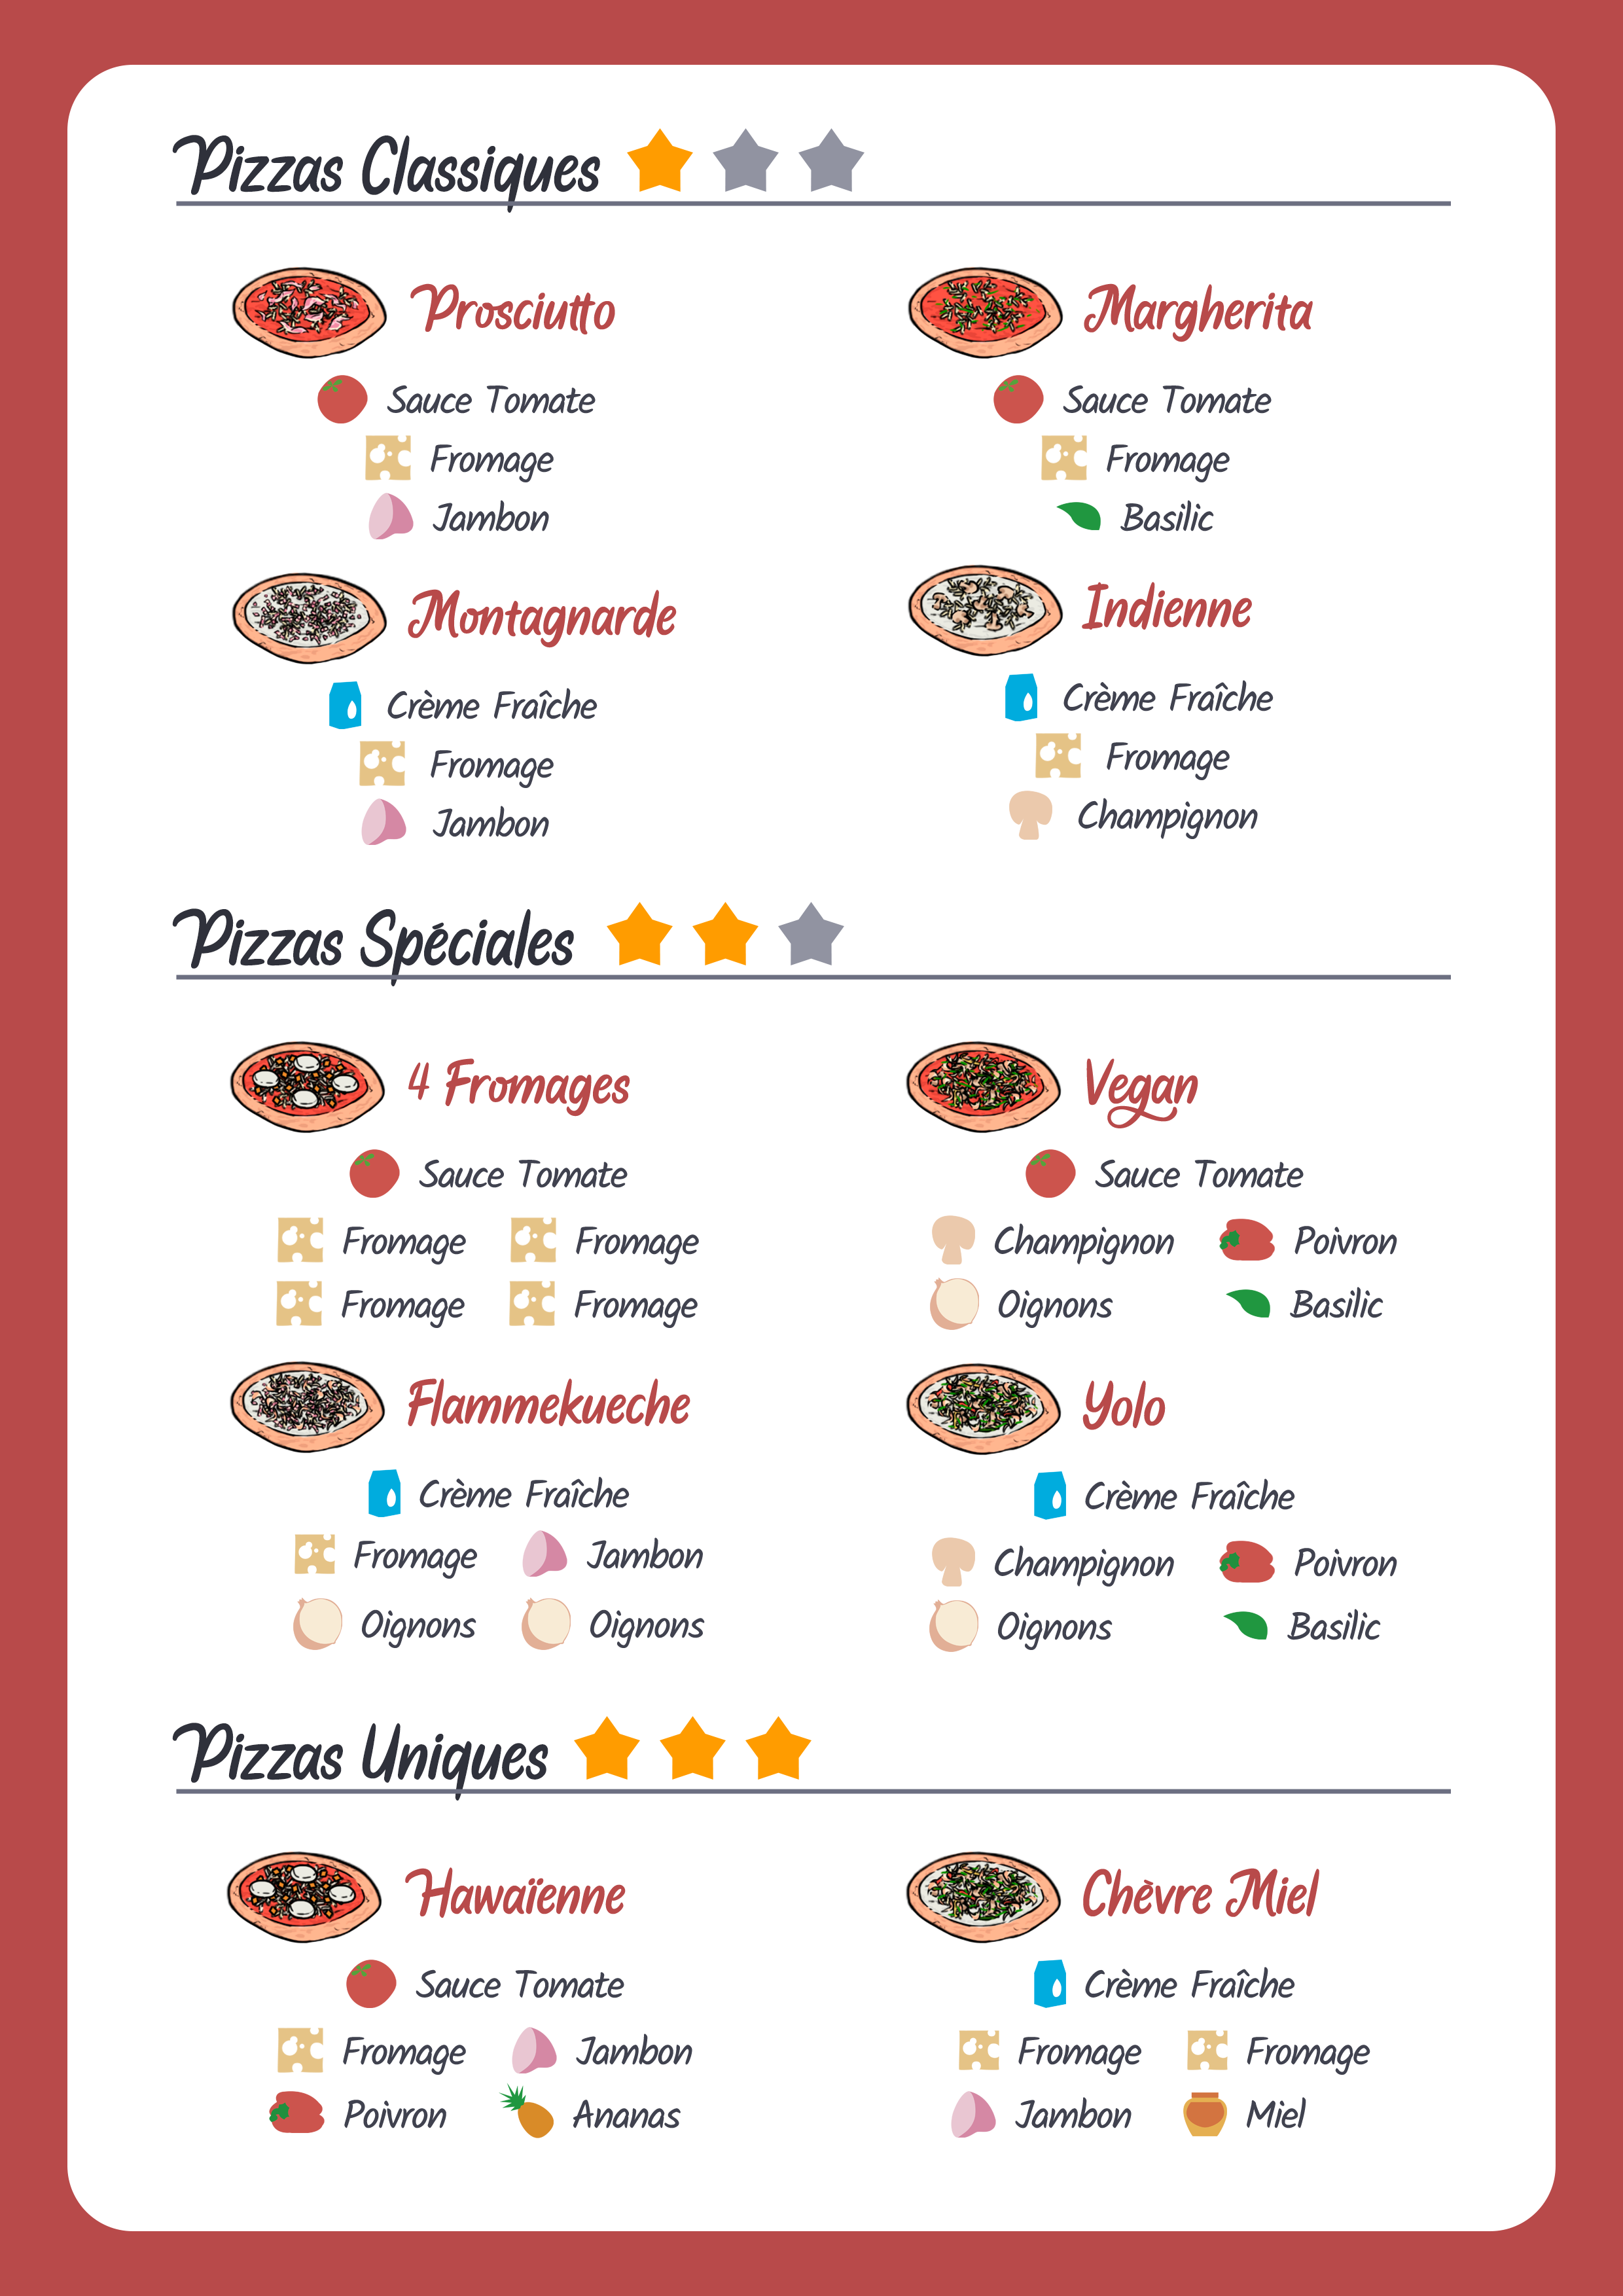 Pizzas Classiques
Prosciutto
Sauce Tomate
Fromage
Jambon
Margherita
Sauce Tomate
Fromage
Basilic
Montagnarde
Crème Fraîche
Fromage
Jambon
Indienne
Crème Fraîche
Fromage
Champignon
Pizzas Spéciales
4 Fromages
Sauce Tomate
Fromage Fromage
Fromage Fromage
Vegan
Sauce Tomate
Champignon Poivron
Oignons Basilic
Flammekueche
Crème Fraîche
Fromage Jambon
Oignons Oignons
Yolo
Crème Fraîche
Champignon Poivron
Oignons Basilic
Pizzas Uniques
Hawaïenne
Sauce Tomate
Fromage Jambon
Poivron Ananas
Chèvre Miel
Crème Fraîche
Fromage Fromage
Jambon Miel